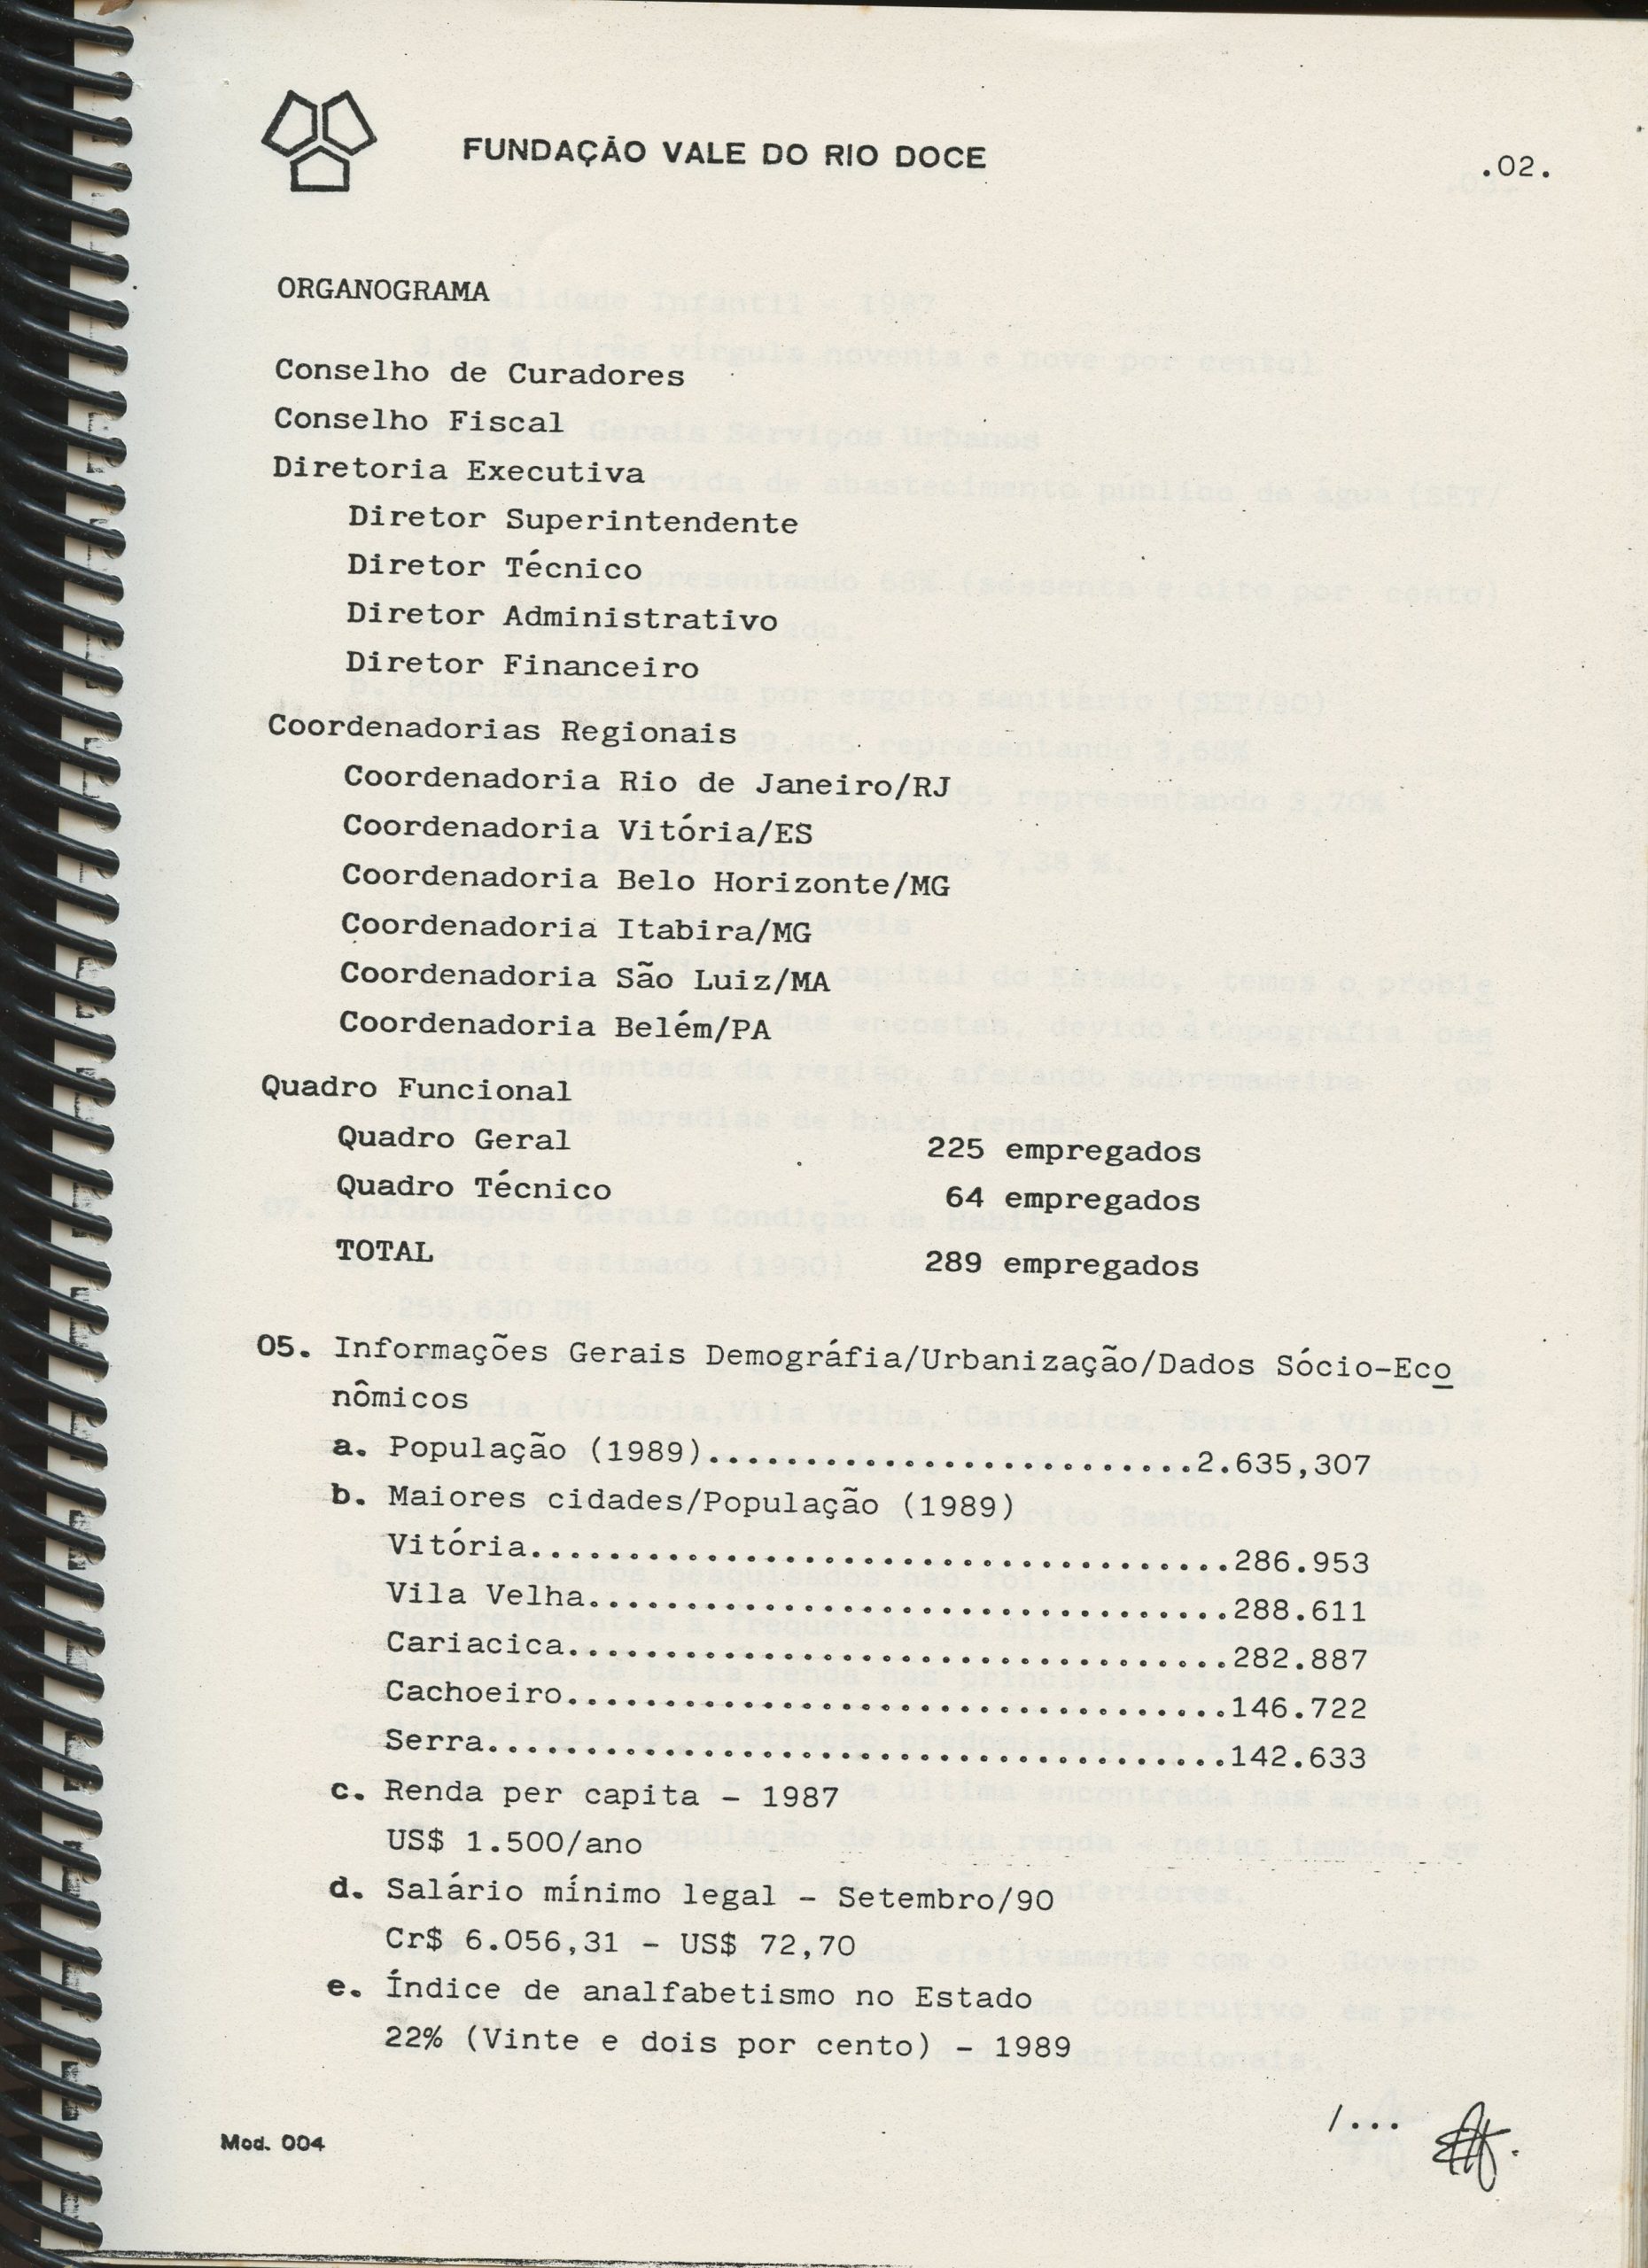 FUNDAÇÃO VALE DO RIO DOCE
.02.
ORGANOGRAMA
Conselho de Curadores
Conselho Fiscal
Diretoria Executiva
Diretor Superintendente
Diretor Técnico
Diretor Administrativo
Diretor Financeiro
Coordenadorias Regionais
Coordenadoria Rio de Janeiro/RJ
Coordenadoria Vitória/ES
Coordenadoria Belo Horizonte/MG
Coordenadoria Itabira/MG
Coordenadoria São Luiz/MA
Coordenadoria Belém/PA
Quadro Funcional
Quadro Geral 225 empregados
Quadro Técnico 64 empregados
TOTAL 289 empregados
05. Informações Gerais Demográfia/Urbanização/Dados Sócio-Eco
nômicos
a. População (1989).........................2.635,307
b. Maiores cidades/População (1989)
Vitória....................................286.953
Vila Velha.................................288.611
Cariacica..................................282.887
Cachoeiro..................................146.722
Serra......................................142.633
c. Renda per capita - 1987
US$ 1.500/ano
d. Salário mínimo legal - Setembro/90
Cr$ 6.056,31 - US$ 72,70
e. Índice de analfabetismo no Estado
22% (Vinte e dois por cento) - 1989
/...
Mod. 004